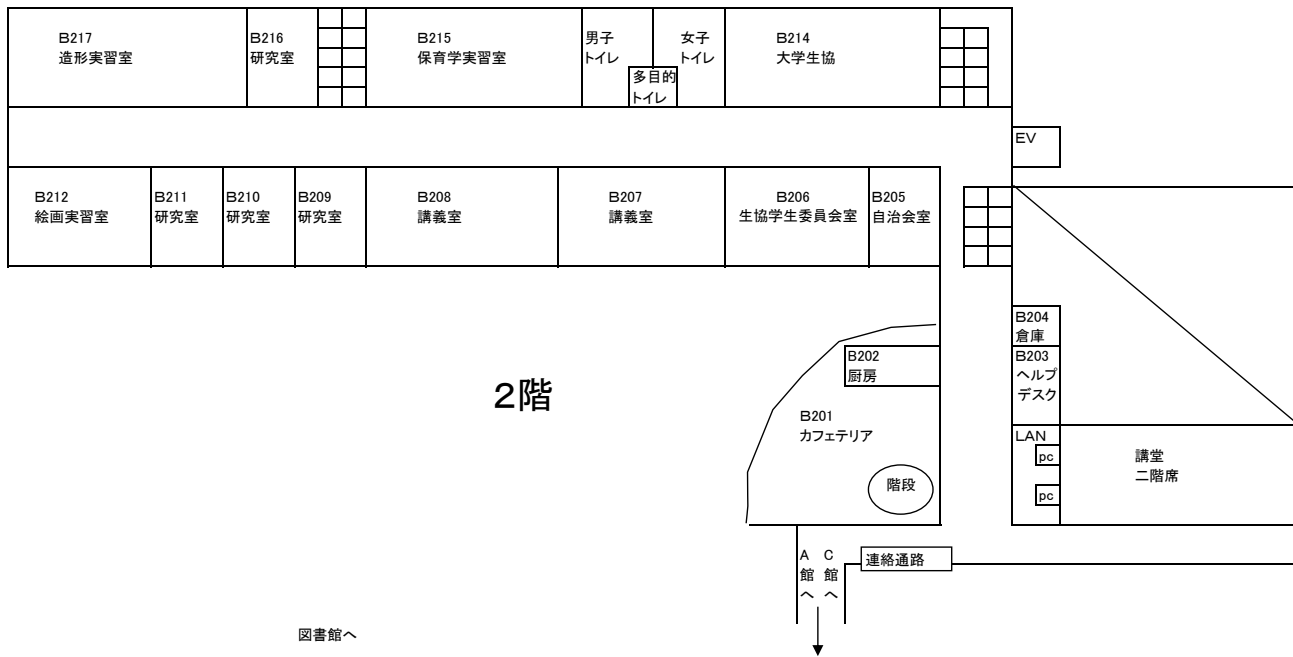 B217
造形実習室
B216
研究室
B215
保育学実習室
男子
トイレ
女子
トイレ
多目的
トイレ
B214
大学生協
EV
B212
絵画実習室
B211
研究室
B210
研究室
B209
研究室
B208
講義室
B207
講義室
B206
生協学生委員会室
B205
自治会室
B204
倉庫
B203
ヘルプ
デスク
B202
厨房
2階
B201
カフェテリア
LAN
pc
pc
講堂
二階席
階段
A館へ
C館へ
連絡通路
図書館へ